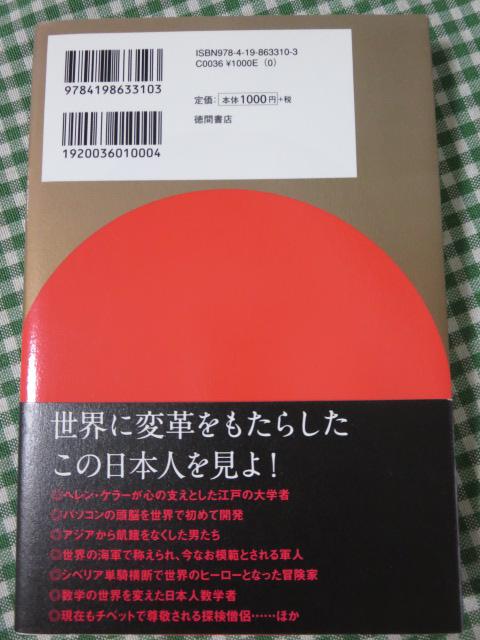 ISBN978-4-19-863310-3
C0036 ¥1000E (0)
9784198633103
定価: 本体1000円+税
徳間書店
1920036010004
世界に変革をもたらした
この日本人を見よ!
◎ヘレン・ケラーが心の支えとした江戸の大学者
◎パソコンの頭脳を世界で初めて開発
◎アジアから飢餓をなくした男たち
◎世界の海軍で称えられ、今なお模範とされる軍人
◎シベリア単騎横断で世界のヒーローとなった冒険家
◎数学の世界を変えた日本人数学者
◎現在もチベットで尊敬される探検僧侶……ほか